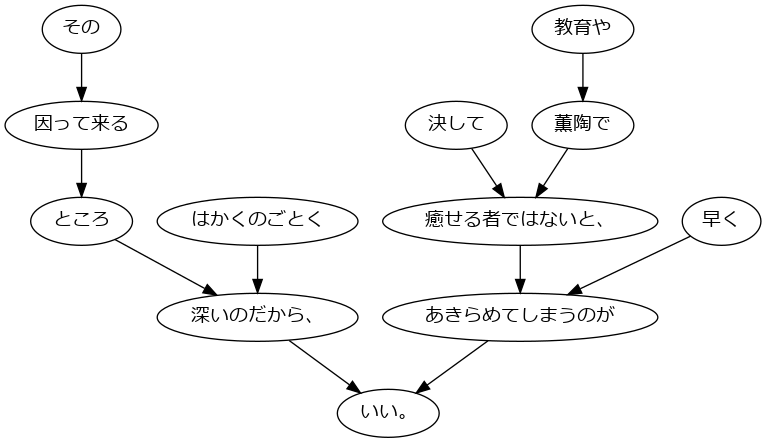 その
教育や
因って来る
決して
薫陶で
ところ
はかくのごとく
癒せる者ではないと、
早く
深いのだから、
あきらめてしまうのが
いい。